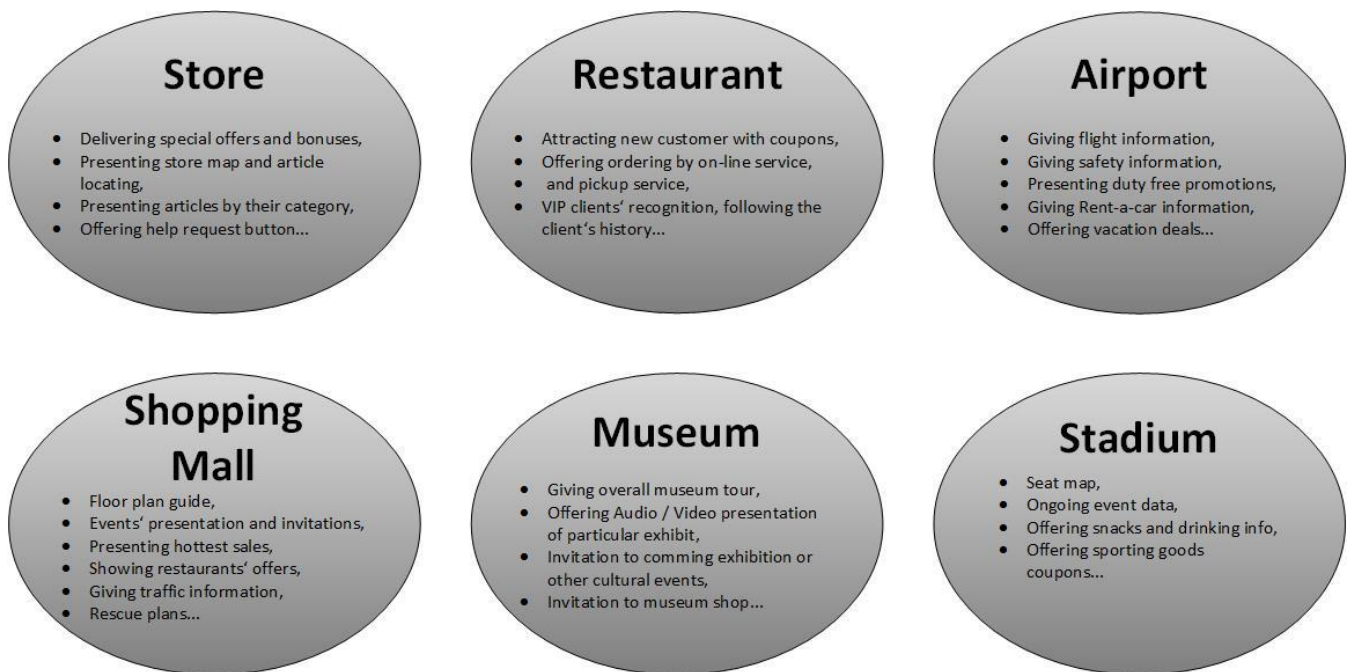 Store
• Delivering special offers and bonuses,
• Presenting store map and article
locating,
• Presenting articles by their category,
• Offering help request button...
Restaurant
• Attracting new customer with coupons,
• Offering ordering by on-line service,
• and pickup service,
• VIP clients‘ recognition, following the
client‘s history...
Airport
• Giving flight information,
• Giving safety information,
• Presenting duty free promotions,
• Giving Rent-a-car information,
• Offering vacation deals...
Shopping
Mall
• Floor plan guide,
• Events‘ presentation and invitations,
• Presenting hottest sales,
• Showing restaurants‘ offers,
• Giving traffic information,
• Rescue plans...
Museum
• Giving overall museum tour,
• Offering Audio / Video presentation
of particular exhibit,
• Invitation to comming exhibition or
other cultural events,
• Invitation to museum shop...
Stadium
• Seat map,
• Ongoing event data,
• Offering snacks and drinking info,
• Offering sporting goods
coupons...